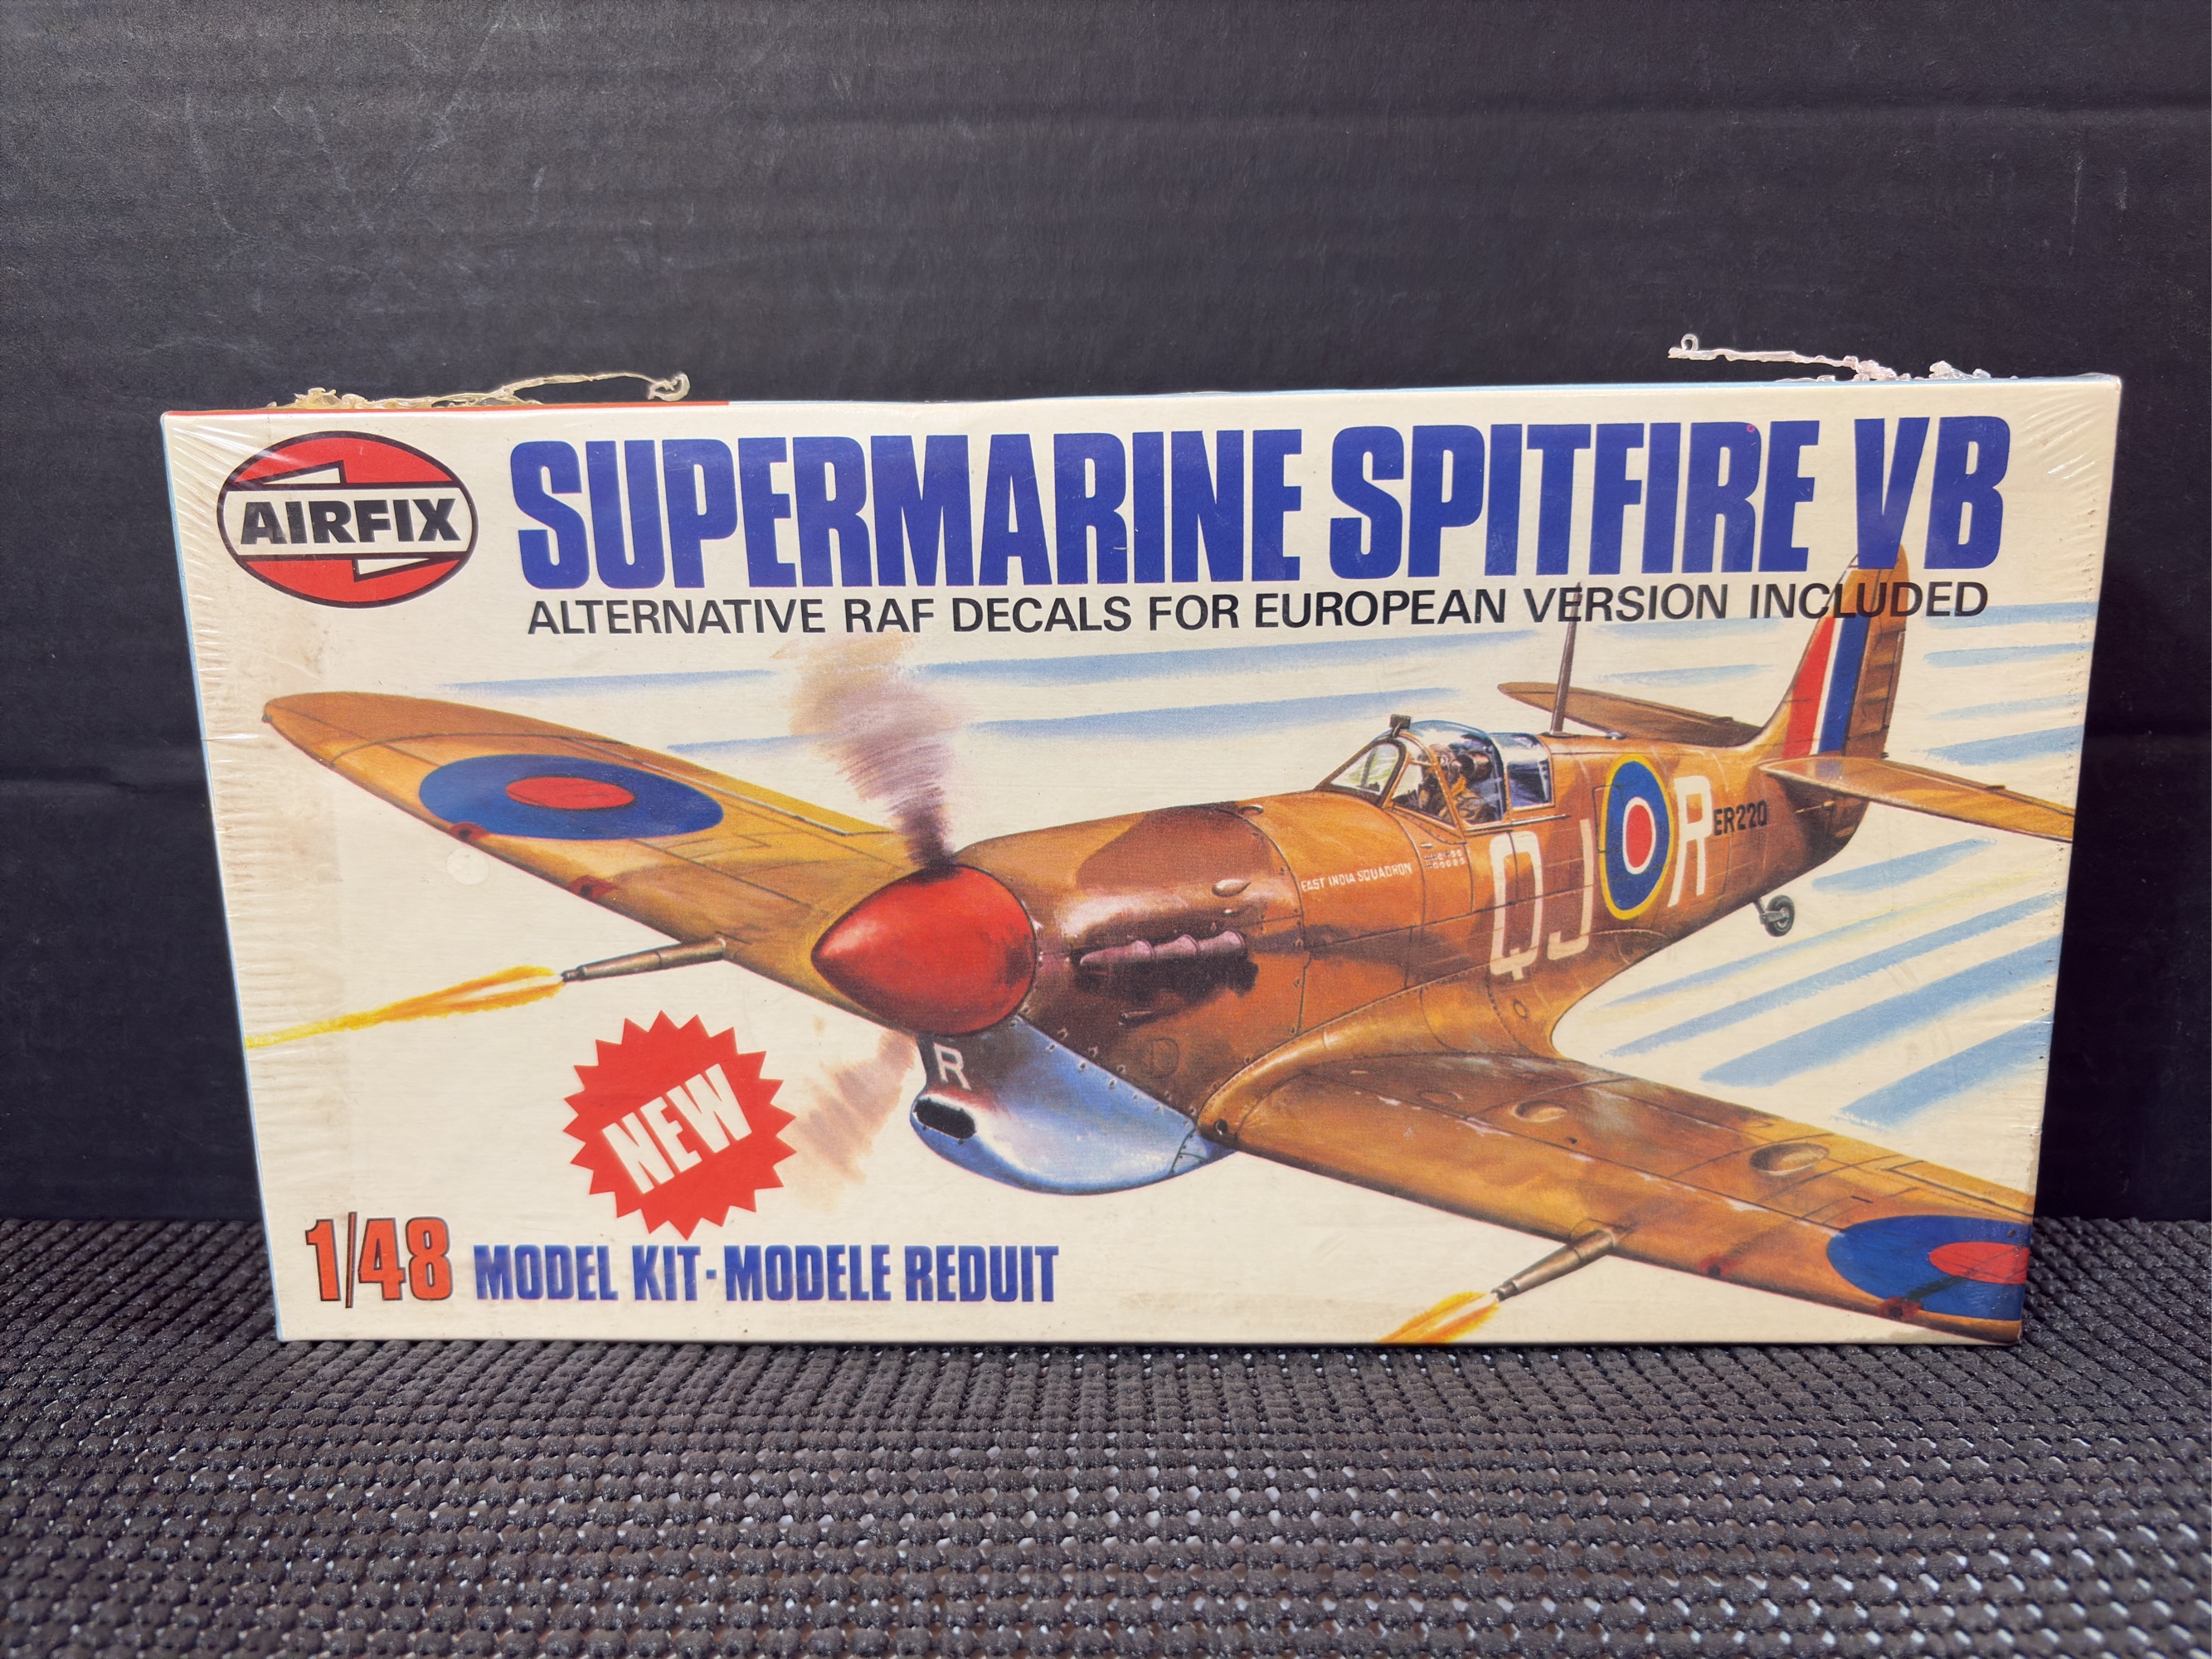 AIRFIX
SUPERMARINE SPITFIRE VB
ALTERNATIVE RAF DECALS FOR EUROPEAN VERSION INCLUDED
EAST INDIA SQUADRON
QJ R ER220
R
NEW
1/48 MODEL KIT-MODELE REDUIT